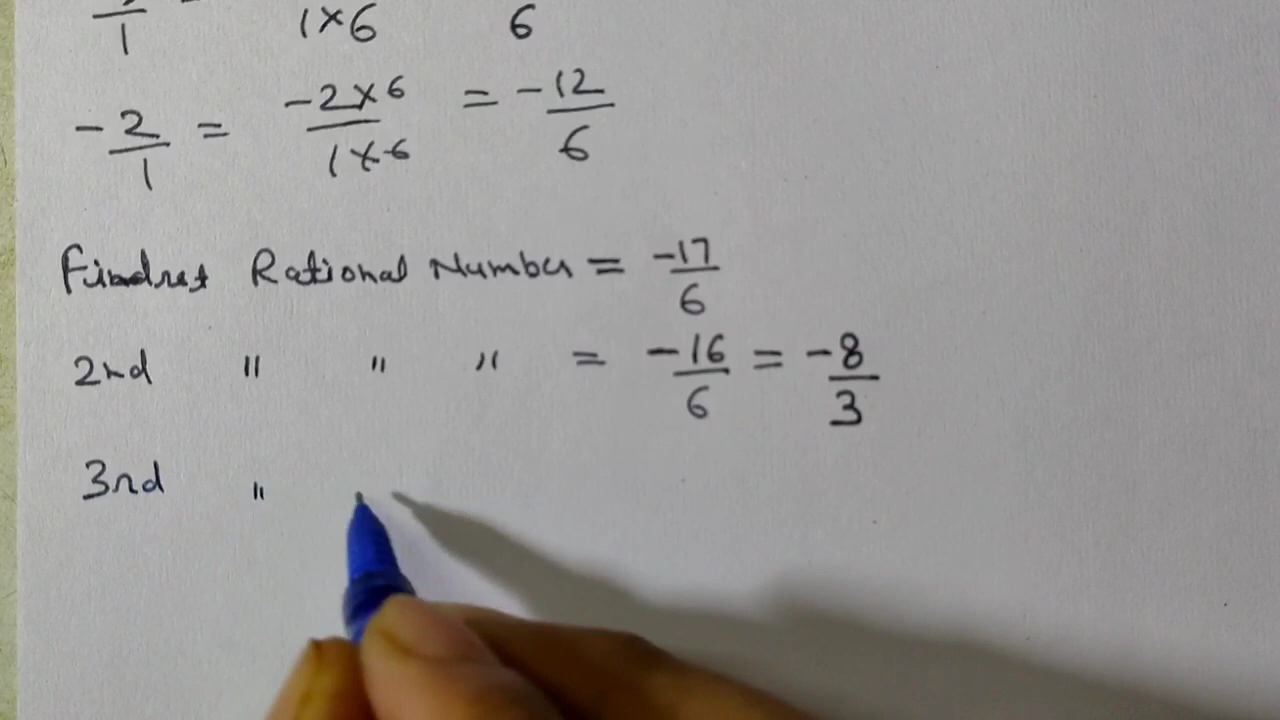 /1 = 1×6 6
-2/1 = -2×6/1×6 = -12/6
Rational Number = -17/6
2nd " " " = -16/6 = -8/3
3rd "